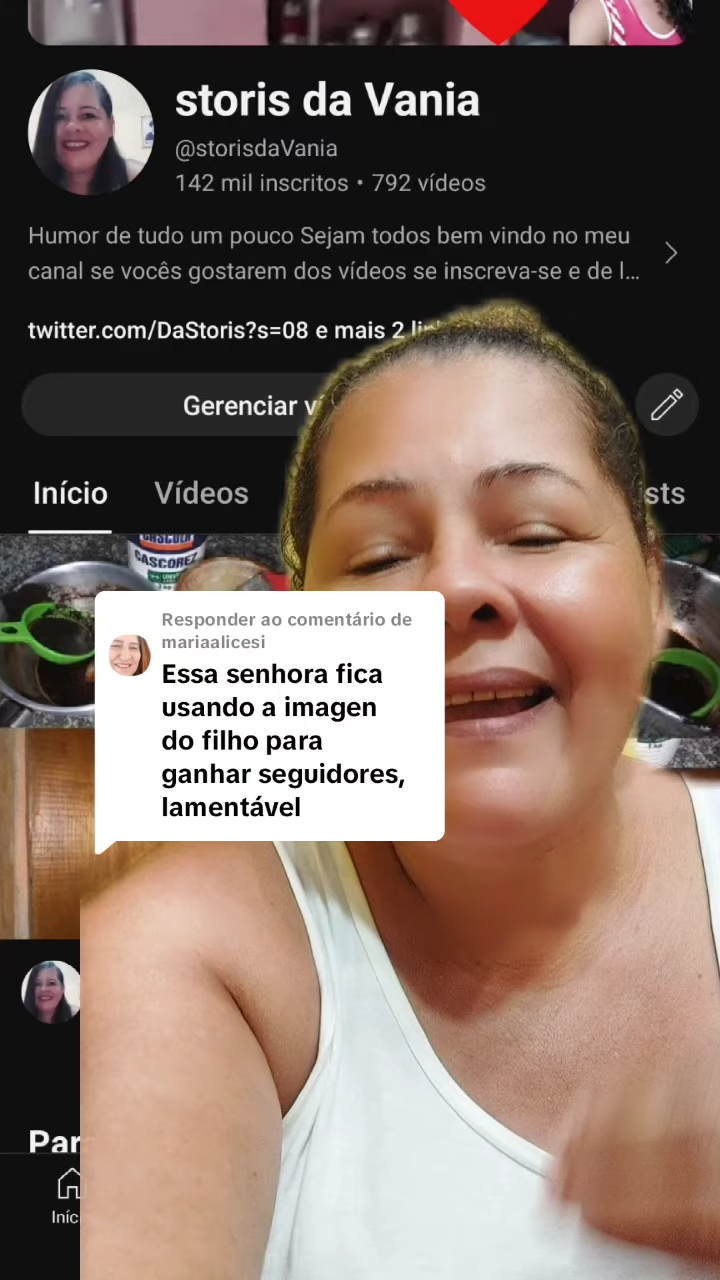 storis da Vania
@storisdaVania
142 mil inscritos • 792 vídeos
Humor de tudo um pouco Sejam todos bem vindo no meu
canal se vocês gostarem dos vídeos se inscreva-se e de l...
twitter.com/DaStoris?s=08 e mais 2
Gerenciar
Início Vídeos
CASCOREZ
Responder ao comentário de
mariaalicesi
Essa senhora fica
usando a imagen
do filho para
ganhar seguidores,
lamentável